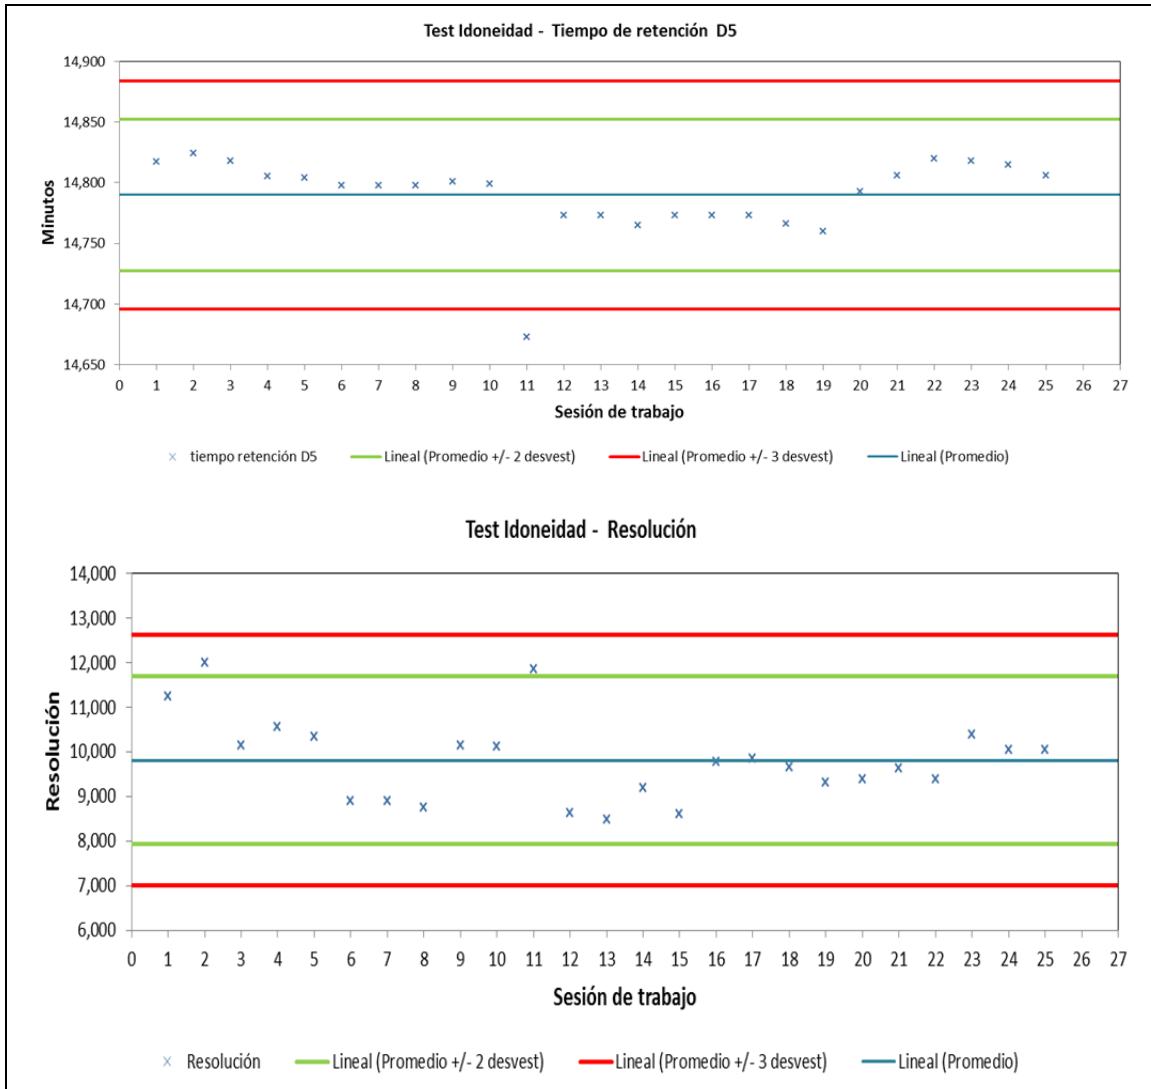 Test Idoneidad - Tiempo de retención D5
14,900
14,850
14,800
14,750
14,700
14,650
Minutos
0 1 2 3 4 5 6 7 8 9 10 11 12 13 14 15 16 17 18 19 20 21 22 23 24 25 26 27
Sesión de trabajo
× tiempo retención D5 Lineal (Promedio +/- 2 desvest) Lineal (Promedio +/- 3 desvest) Lineal (Promedio)
Test Idoneidad - Resolución
14,000
13,000
12,000
11,000
10,000
9,000
8,000
7,000
6,000
Resolución
0 1 2 3 4 5 6 7 8 9 10 11 12 13 14 15 16 17 18 19 20 21 22 23 24 25 26 27
Sesión de trabajo
× Resolución Lineal (Promedio +/- 2 desvest) Lineal (Promedio +/- 3 desvest) Lineal (Promedio)